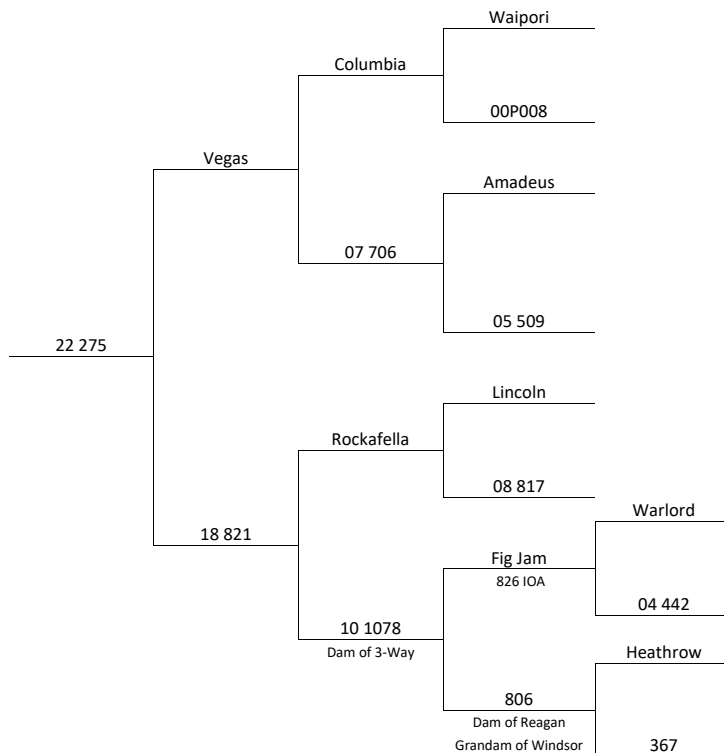 Waipori
Columbia
00P008
Vegas
Amadeus
07 706
05 509
22 275
Lincoln
Rockafella
08 817
Warlord
18 821
Fig Jam
826 IOA
04 442
10 1078
Dam of 3-Way
Heathrow
806
Dam of Reagan
Grandam of Windsor
367